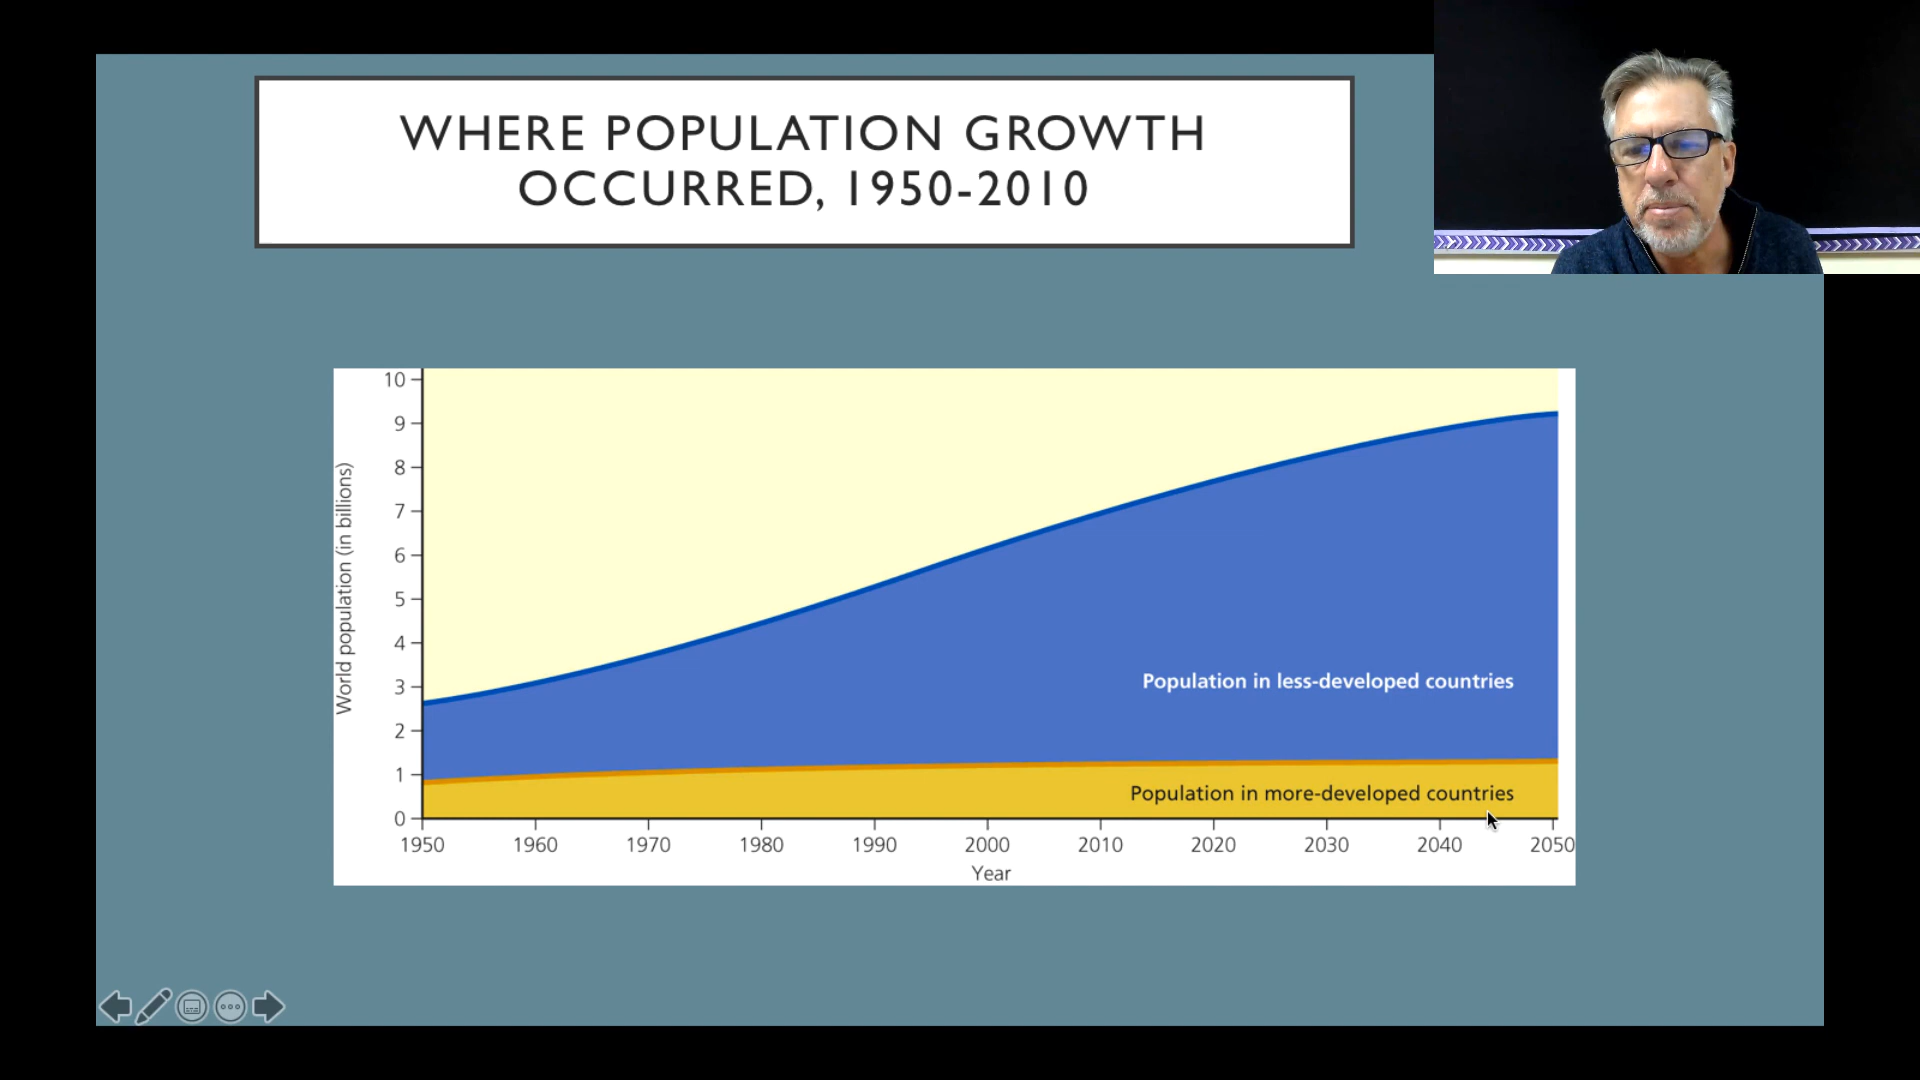 WHERE POPULATION GROWTH
OCCURRED, 1950-2010
World population (in billions)
10
9
8
7
6
5
4
3
2
1
0
Population in less-developed countries
Population in more-developed countries
1950 1960 1970 1980 1990 2000 2010 2020 2030 2040 2050
Year